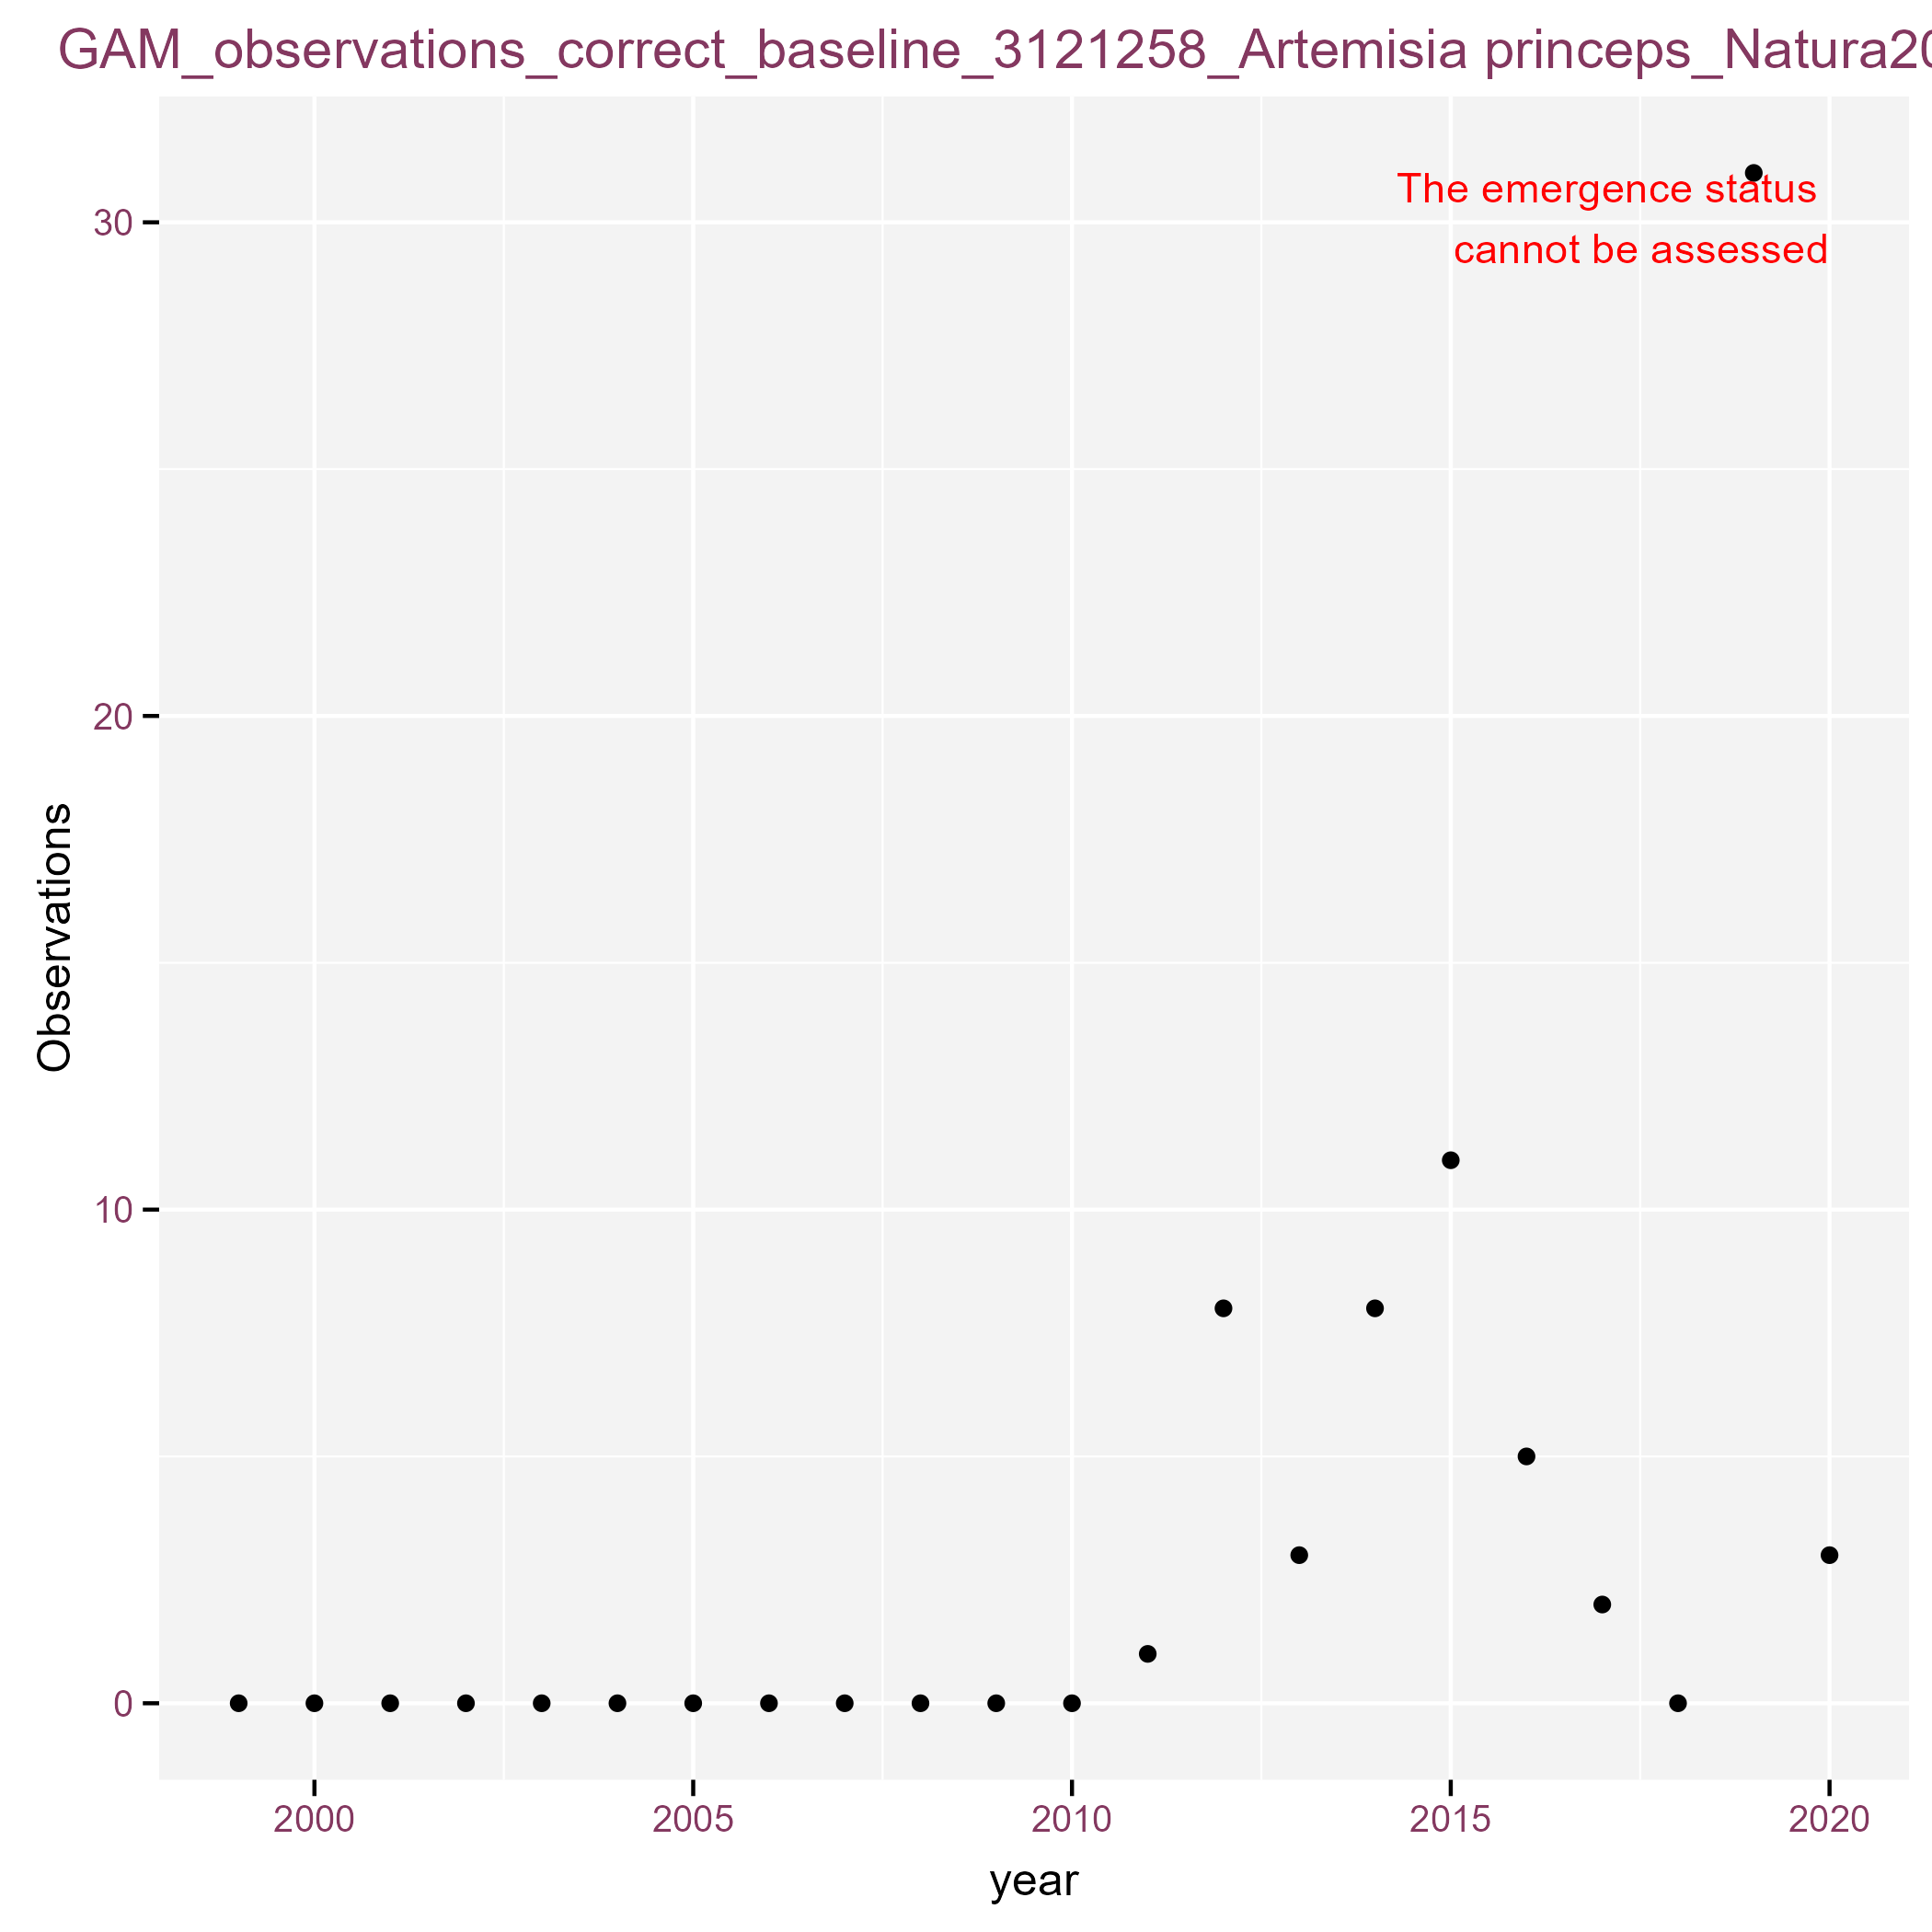 GAM_observations_correct_baseline_3121258_Artemisia princeps_Natura20
The emergence status
cannot be assessed
30
20
10
0
Observations
2000 2005 2010 2015 2020
year